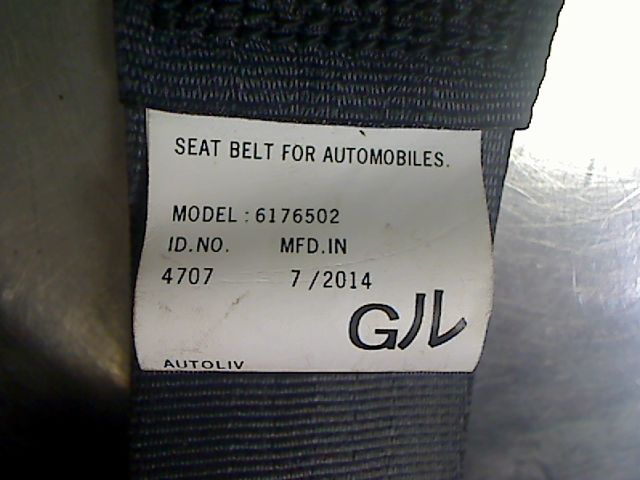 SEAT BELT FOR AUTOMOBILES.
MODEL : 6176502
ID.NO. MFD.IN
4707 7/2014
Gル
AUTOLIV